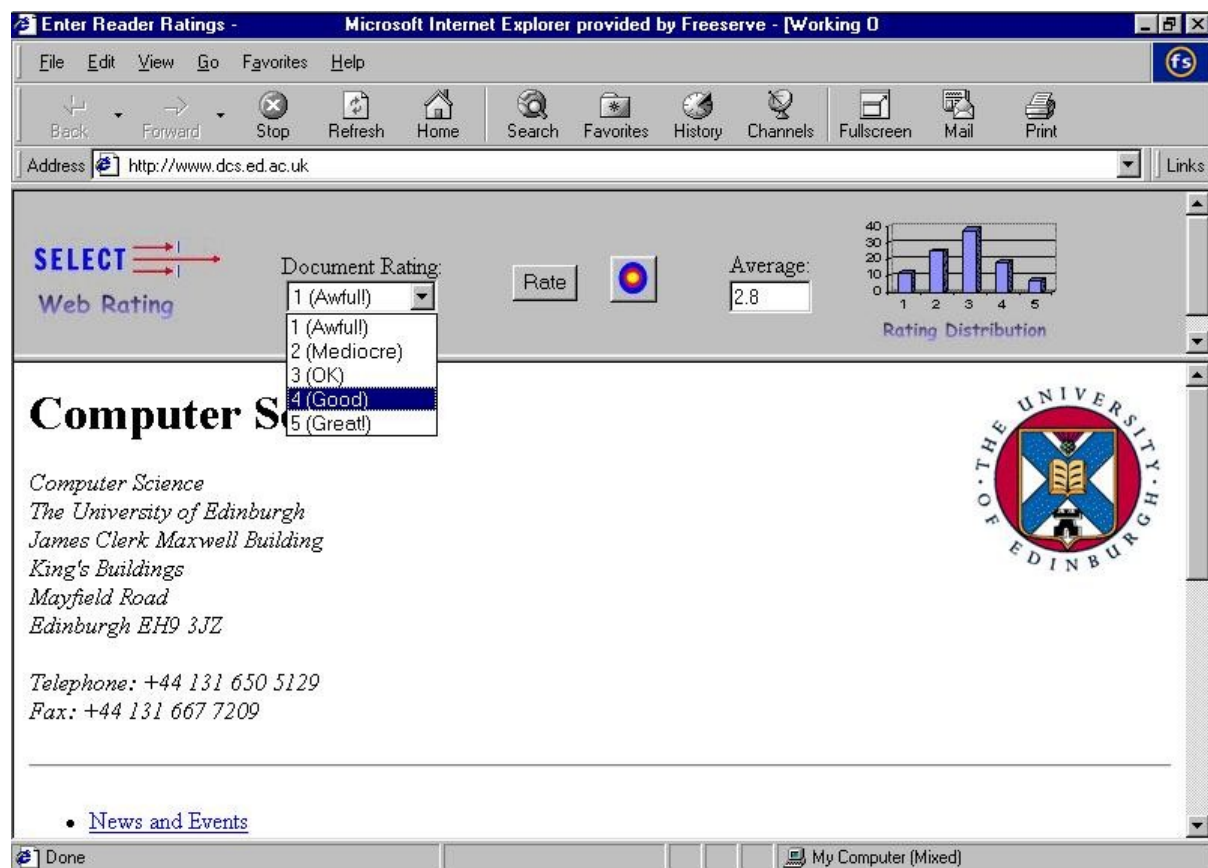 Enter Reader Ratings - Microsoft Internet Explorer provided by Freeserve - [Working O
File Edit View Go Favorites Help
fs
Back Forward Stop Refresh Home Search Favorites History Channels Fullscreen Mail Print
Address http://www.dcs.ed.ac.uk Links
SELECT
Web Rating
Document Rating:
1 (Awful!)
1 (Awful!)
2 (Mediocre)
3 (OK)
4 (Good)
5 (Great!)
Rate
Average:
2.8
40
30
20
10
0
1 2 3 4 5
Rating Distribution
Computer S
THE UNIVERSITY OF EDINBURGH
Computer Science
The University of Edinburgh
James Clerk Maxwell Building
King's Buildings
Mayfield Road
Edinburgh EH9 3JZ
Telephone: +44 131 650 5129
Fax: +44 131 667 7209
News and Events
Done My Computer (Mixed)